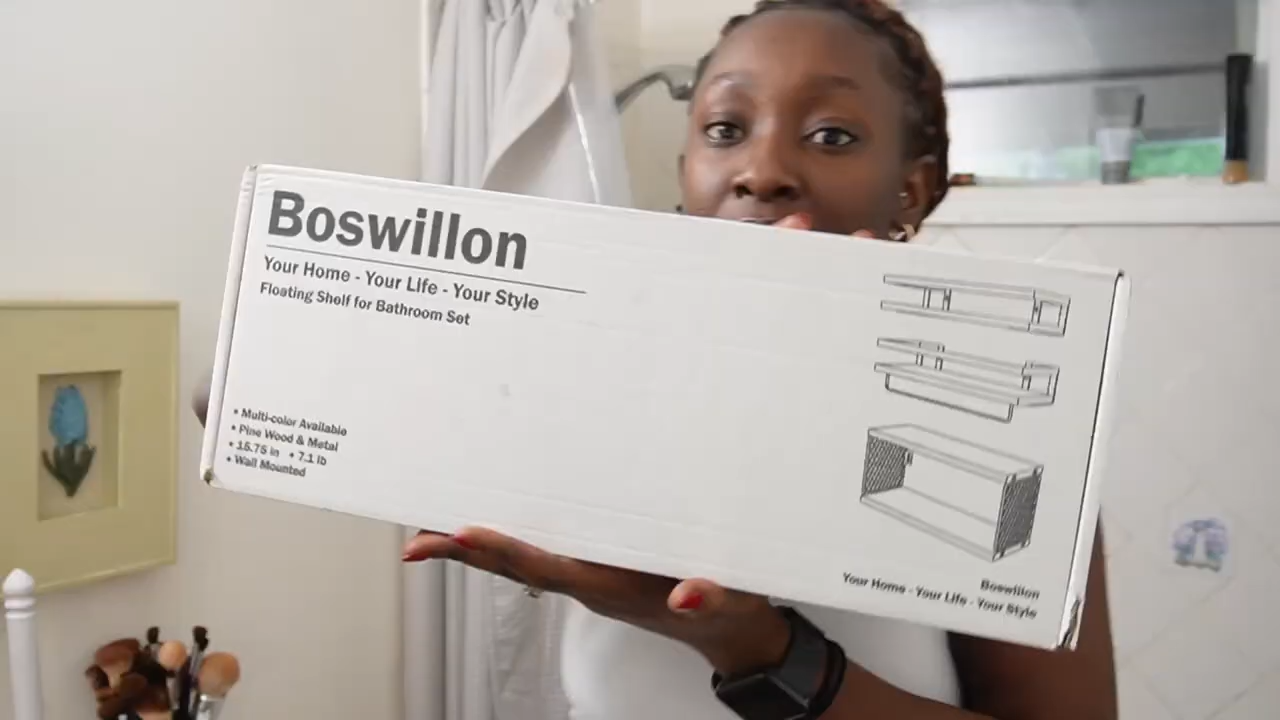 Boswillon
Your Home - Your Life - Your Style
Floating Shelf for Bathroom Set
• Multi-color Available
• Pine Wood & Metal
• 15.75 in • 7.1 lb
• Wall Mounted
Boswillon
Your Home - Your Life - Your Style